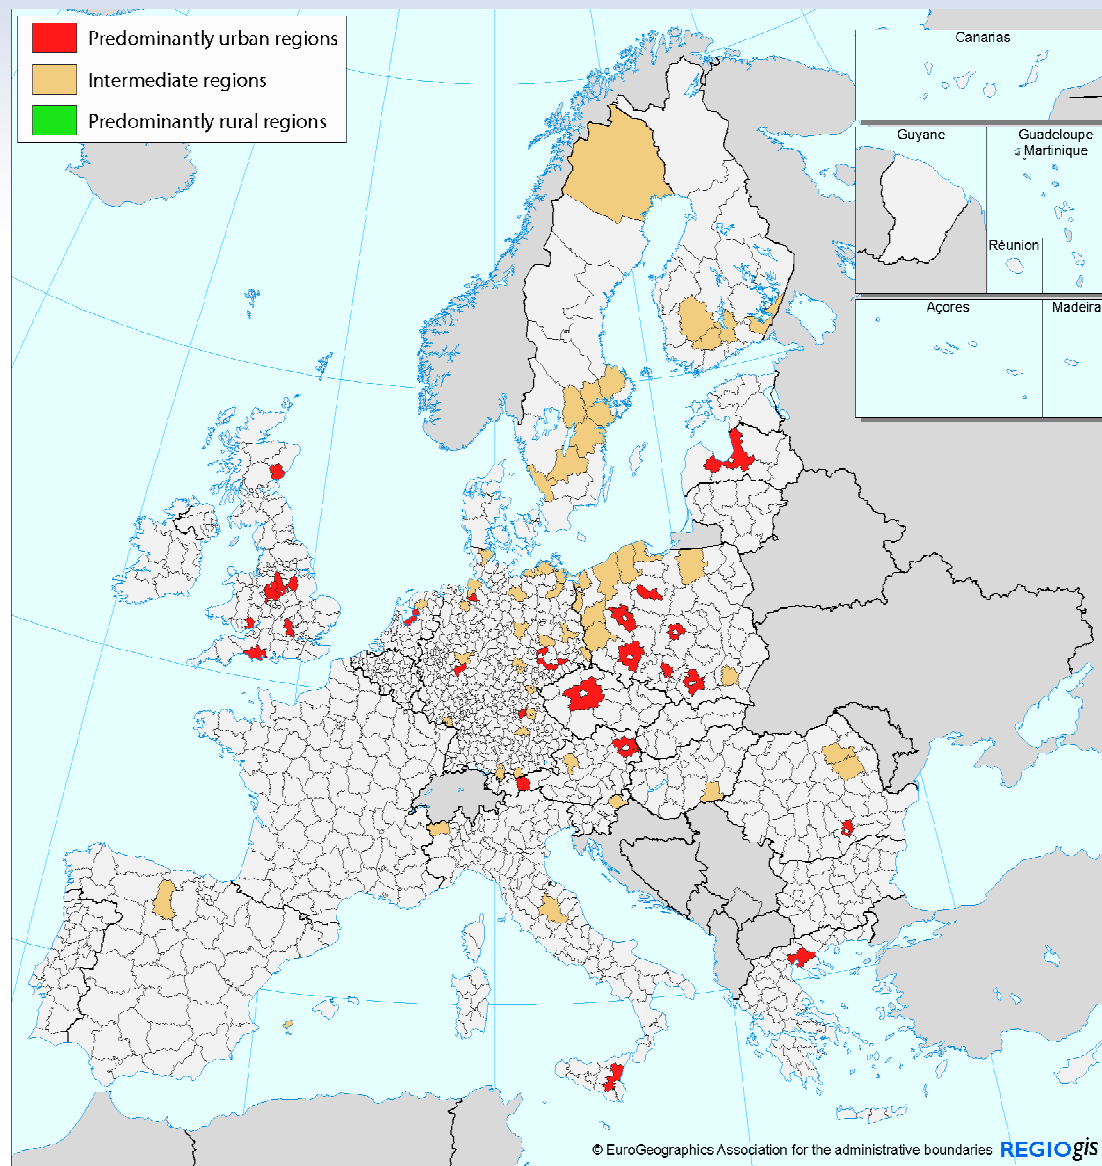 Predominantly urban regions
Intermediate regions
Predominantly rural regions
Canarias
Guyane
Guadeloupe
Martinique
Réunion
Açores
Madeira
© EuroGeographics Association for the administrative boundaries REGIOgis